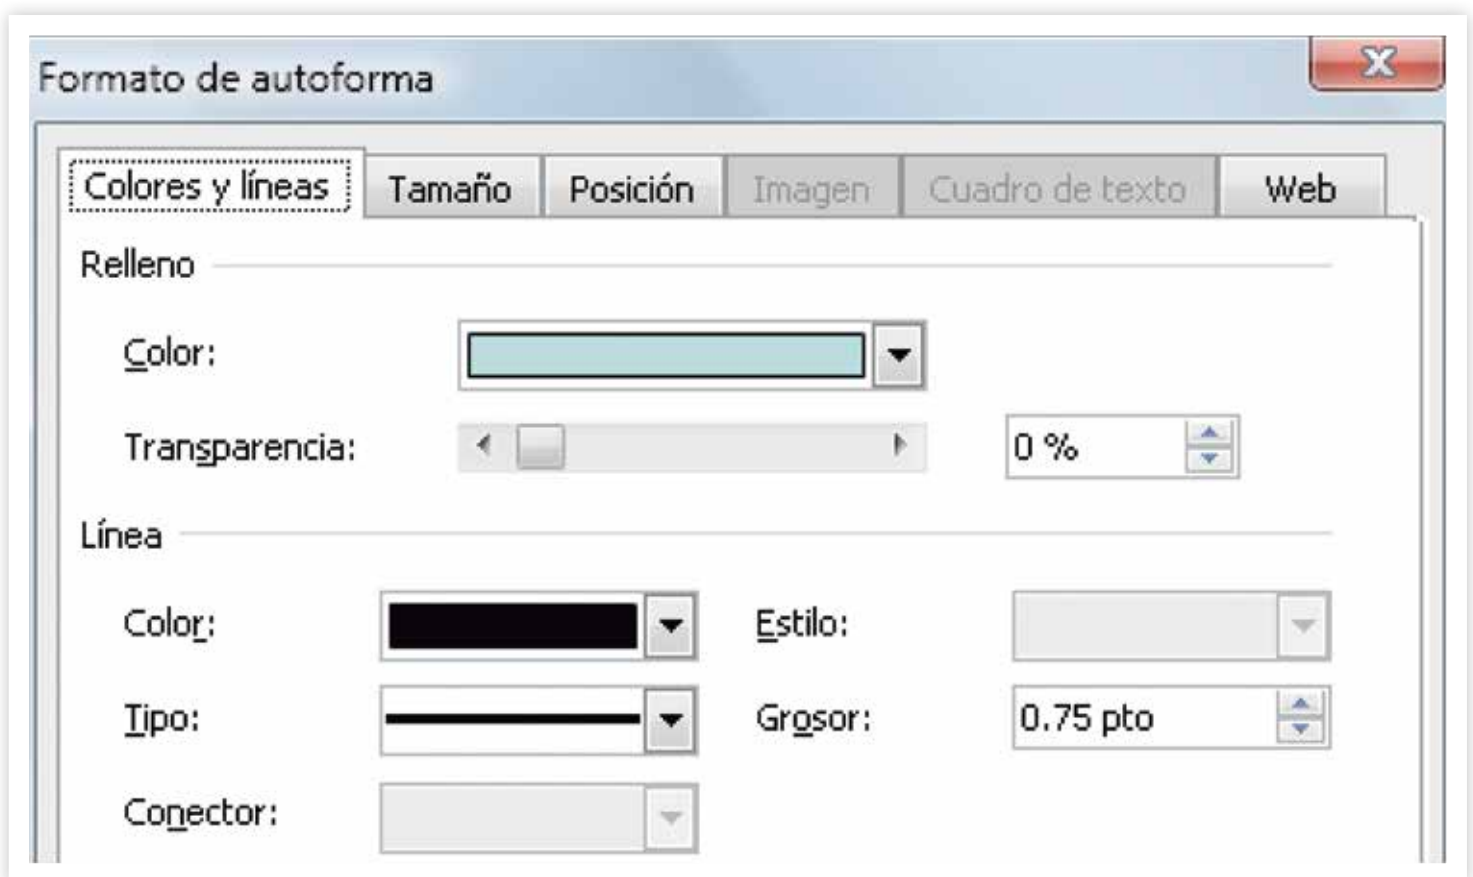 Formato de autoforma
Colores y líneas Tamaño Posición Imagen Cuadro de texto Web
Relleno
Color:
Transparencia: 0 %
Línea
Color: Estilo:
Tipo: Grosor: 0.75 pto
Conector: